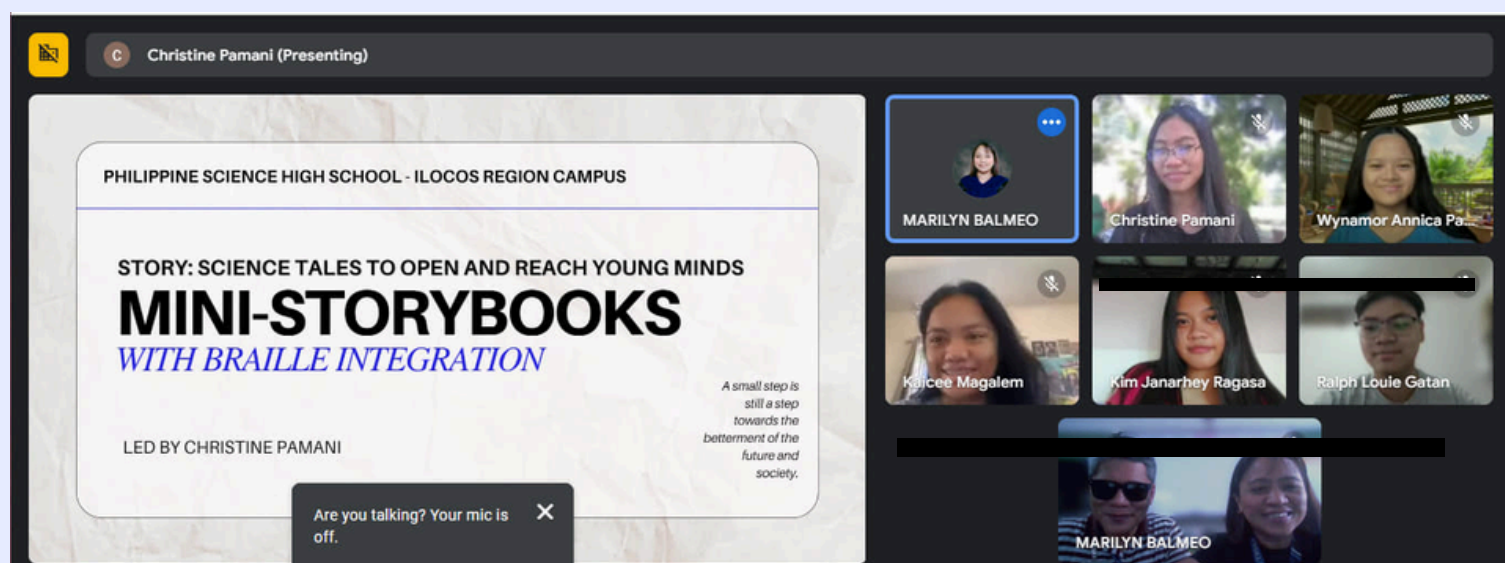 C Christine Pamani (Presenting)
PHILIPPINE SCIENCE HIGH SCHOOL - ILOCOS REGION CAMPUS
STORY: SCIENCE TALES TO OPEN AND REACH YOUNG MINDS
MINI-STORYBOOKS
WITH BRAILLE INTEGRATION
A small step is
still a step
towards the
betterment of the
future and
society.
LED BY CHRISTINE PAMANI
Are you talking? Your mic is
off.
MARILYN BALMEO
Christine Pamani
Wynamor Annica Pa...
Kaicee Magalem
Kim Janarhey Ragasa
Ralph Louie Gatan
MARILYN BALMEO